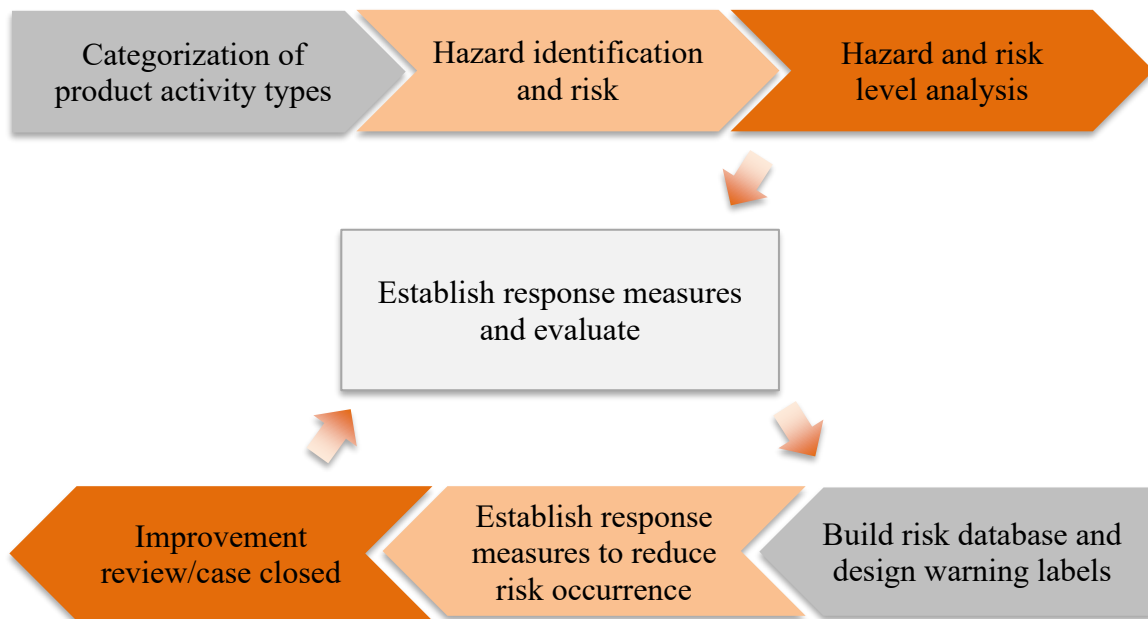 Categorization of
product activity types
Hazard identification
and risk
Hazard and risk
level analysis
Establish response measures
and evaluate
Improvement
review/case closed
Establish response
measures to reduce
risk occurrence
Build risk database and
design warning labels